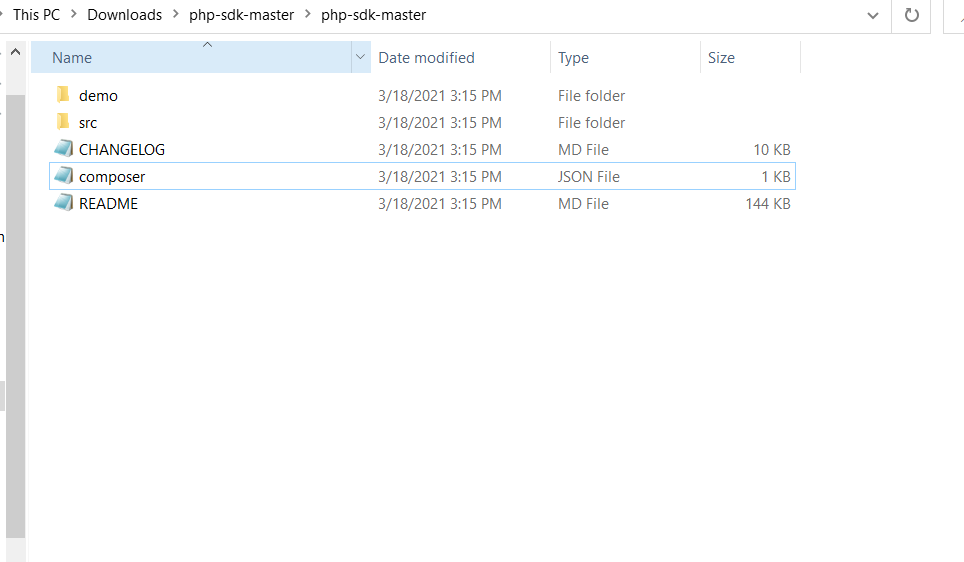 This PC > Downloads > php-sdk-master > php-sdk-master
Name Date modified Type Size
demo 3/18/2021 3:15 PM File folder
src 3/18/2021 3:15 PM File folder
CHANGELOG 3/18/2021 3:15 PM MD File 10 KB
composer 3/18/2021 3:15 PM JSON File 1 KB
README 3/18/2021 3:15 PM MD File 144 KB